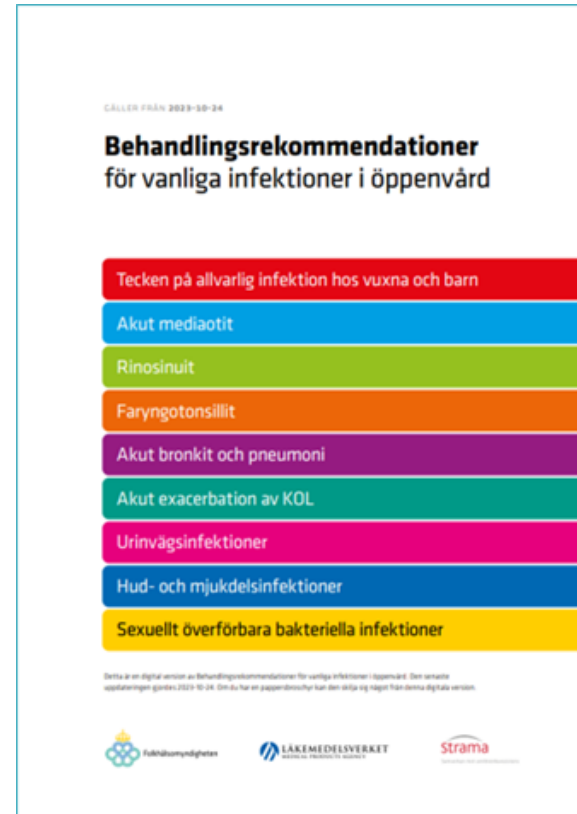 GÄLLER FRÅN 2023-10-24
Behandlingsrekommendationer
för vanliga infektioner i öppenvård
Tecken på allvarlig infektion hos vuxna och barn
Akut mediaotit
Rinosinuit
Faryngotonsillit
Akut bronkit och pneumoni
Akut exacerbation av KOL
Urinvägsinfektioner
Hud- och mjukdelsinfektioner
Sexuellt överförbara bakteriella infektioner
Detta är en digital version av Behandlingsrekommendationer för vanliga infektioner i öppenvård. Den senaste
uppdateringen gjordes 2023-10-24. Om du har en pappersbroschyr kan den skilja sig något från denna digitala version.
Folkhälsomyndigheten
LÄKEMEDELSVERKET
MEDICAL PRODUCTS AGENCY
strama